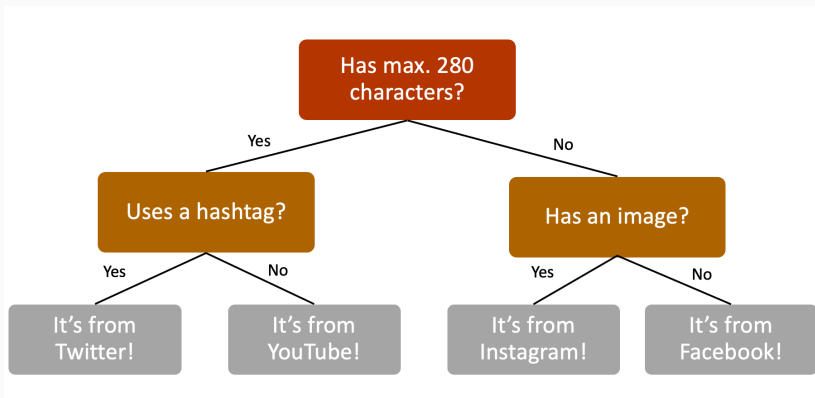 Has max. 280
characters?
Yes
No
Uses a hashtag?
Has an image?
Yes
No
Yes
No
It’s from
Twitter!
It’s from
YouTube!
It’s from
Instagram!
It’s from
Facebook!